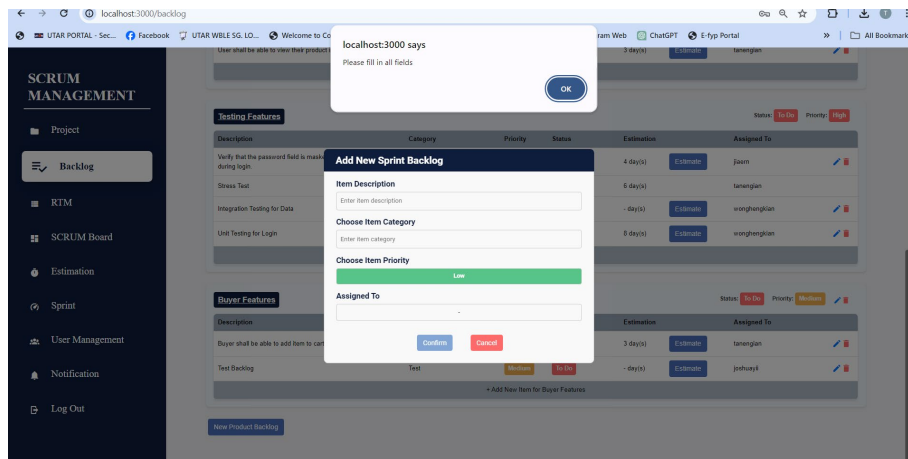 localhost:3000/backlog
UTAR PORTAL - Sec... Facebook UTAR WBLE SG. LO... Welcome to Co
ram Web ChatGPT E-fyp Portal » All Bookmark
localhost:3000 says
Please fill in all fields
OK
SCRUM
MANAGEMENT
Project
Backlog
RTM
SCRUM Board
Estimation
Sprint
User Management
Notification
Log Out
User shall be able to view their product 3 day(s) Estimate tanengian
Testing Features Status: To Do Priority: High
Description Category Priority Status Estimation Assigned To
Verify that the password field is maske
during login. 4 day(s) Estimate jiaem
Stress Test 5 day(s) tanengian
Integration Testing for Data - day(s) Estimate wonghengkian
Unit Testing for Login 5 day(s) Estimate wonghengkian
Add New Sprint Backlog
Item Description
Enter item description
Choose Item Category
Enter item category
Choose Item Priority
Low
Assigned To
-
Confirm Cancel
Buyer Features Status: To Do Priority: Medium
Description Estimation Assigned To
Buyer shall be able to add item to cart 3 day(s) Estimate tanengian
Test Backlog Test Medium To Do - day(s) Estimate joshuayli
+ Add New Item for Buyer Features
New Product Backlog